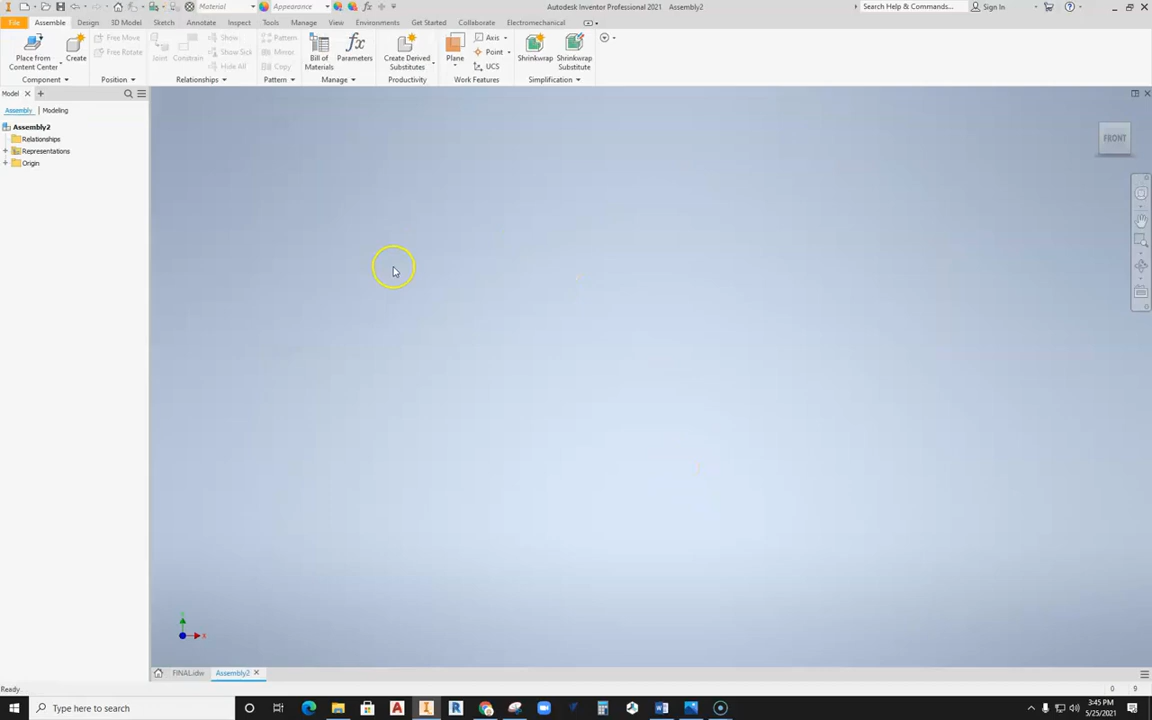 Material
Appearance
Autodesk Inventor Professional 2021 Assembly2
Search Help & Commands...
Sign In
File
Assemble
Design
3D Model
Sketch
Annotate
Inspect
Tools
Manage
View
Environments
Get Started
Collaborate
Electromechanical
Place from
Content Center
Create
Free Move
Free Rotate
Joint
Constrain
Show
Show Sick
Hide All
Pattern
Mirror
Copy
Bill of
Materials
Parameters
Create Derived
Substitutes
Plane
Axis
Point
UCS
Shrinkwrap
Shrinkwrap
Substitute
Component
Position
Relationships
Pattern
Manage
Productivity
Work Features
Simplification
Model
Assembly
Modeling
Assembly2
Relationships
Representations
Origin
FRONT
X
FINAL.idw
Assembly2
Ready
0
9
Type here to search
3:45 PM
5/25/2021